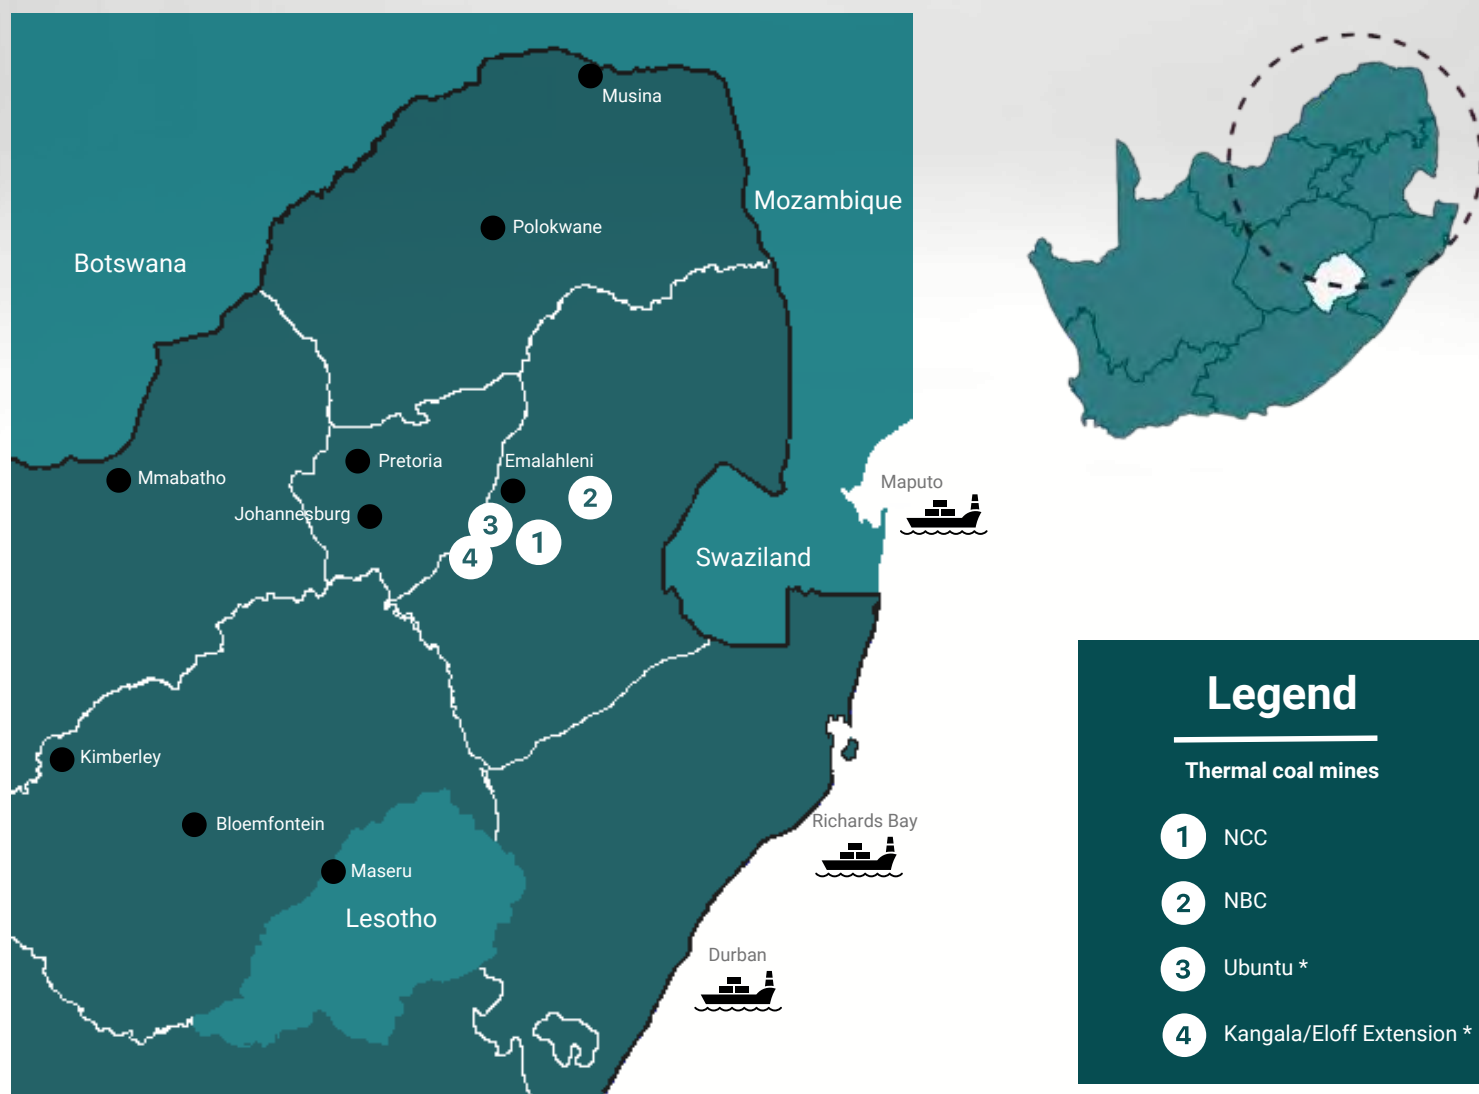 Musina
Mozambique
Polokwane
Botswana
Pretoria
Emalahleni
Mmabatho
Maputo
2
Johannesburg
3
1
4
Swaziland
Kimberley
Richards Bay
Bloemfontein
Maseru
Lesotho
Durban
Legend
Thermal coal mines
1 NCC
2 NBC
3 Ubuntu *
4 Kangala/Eloff Extension *